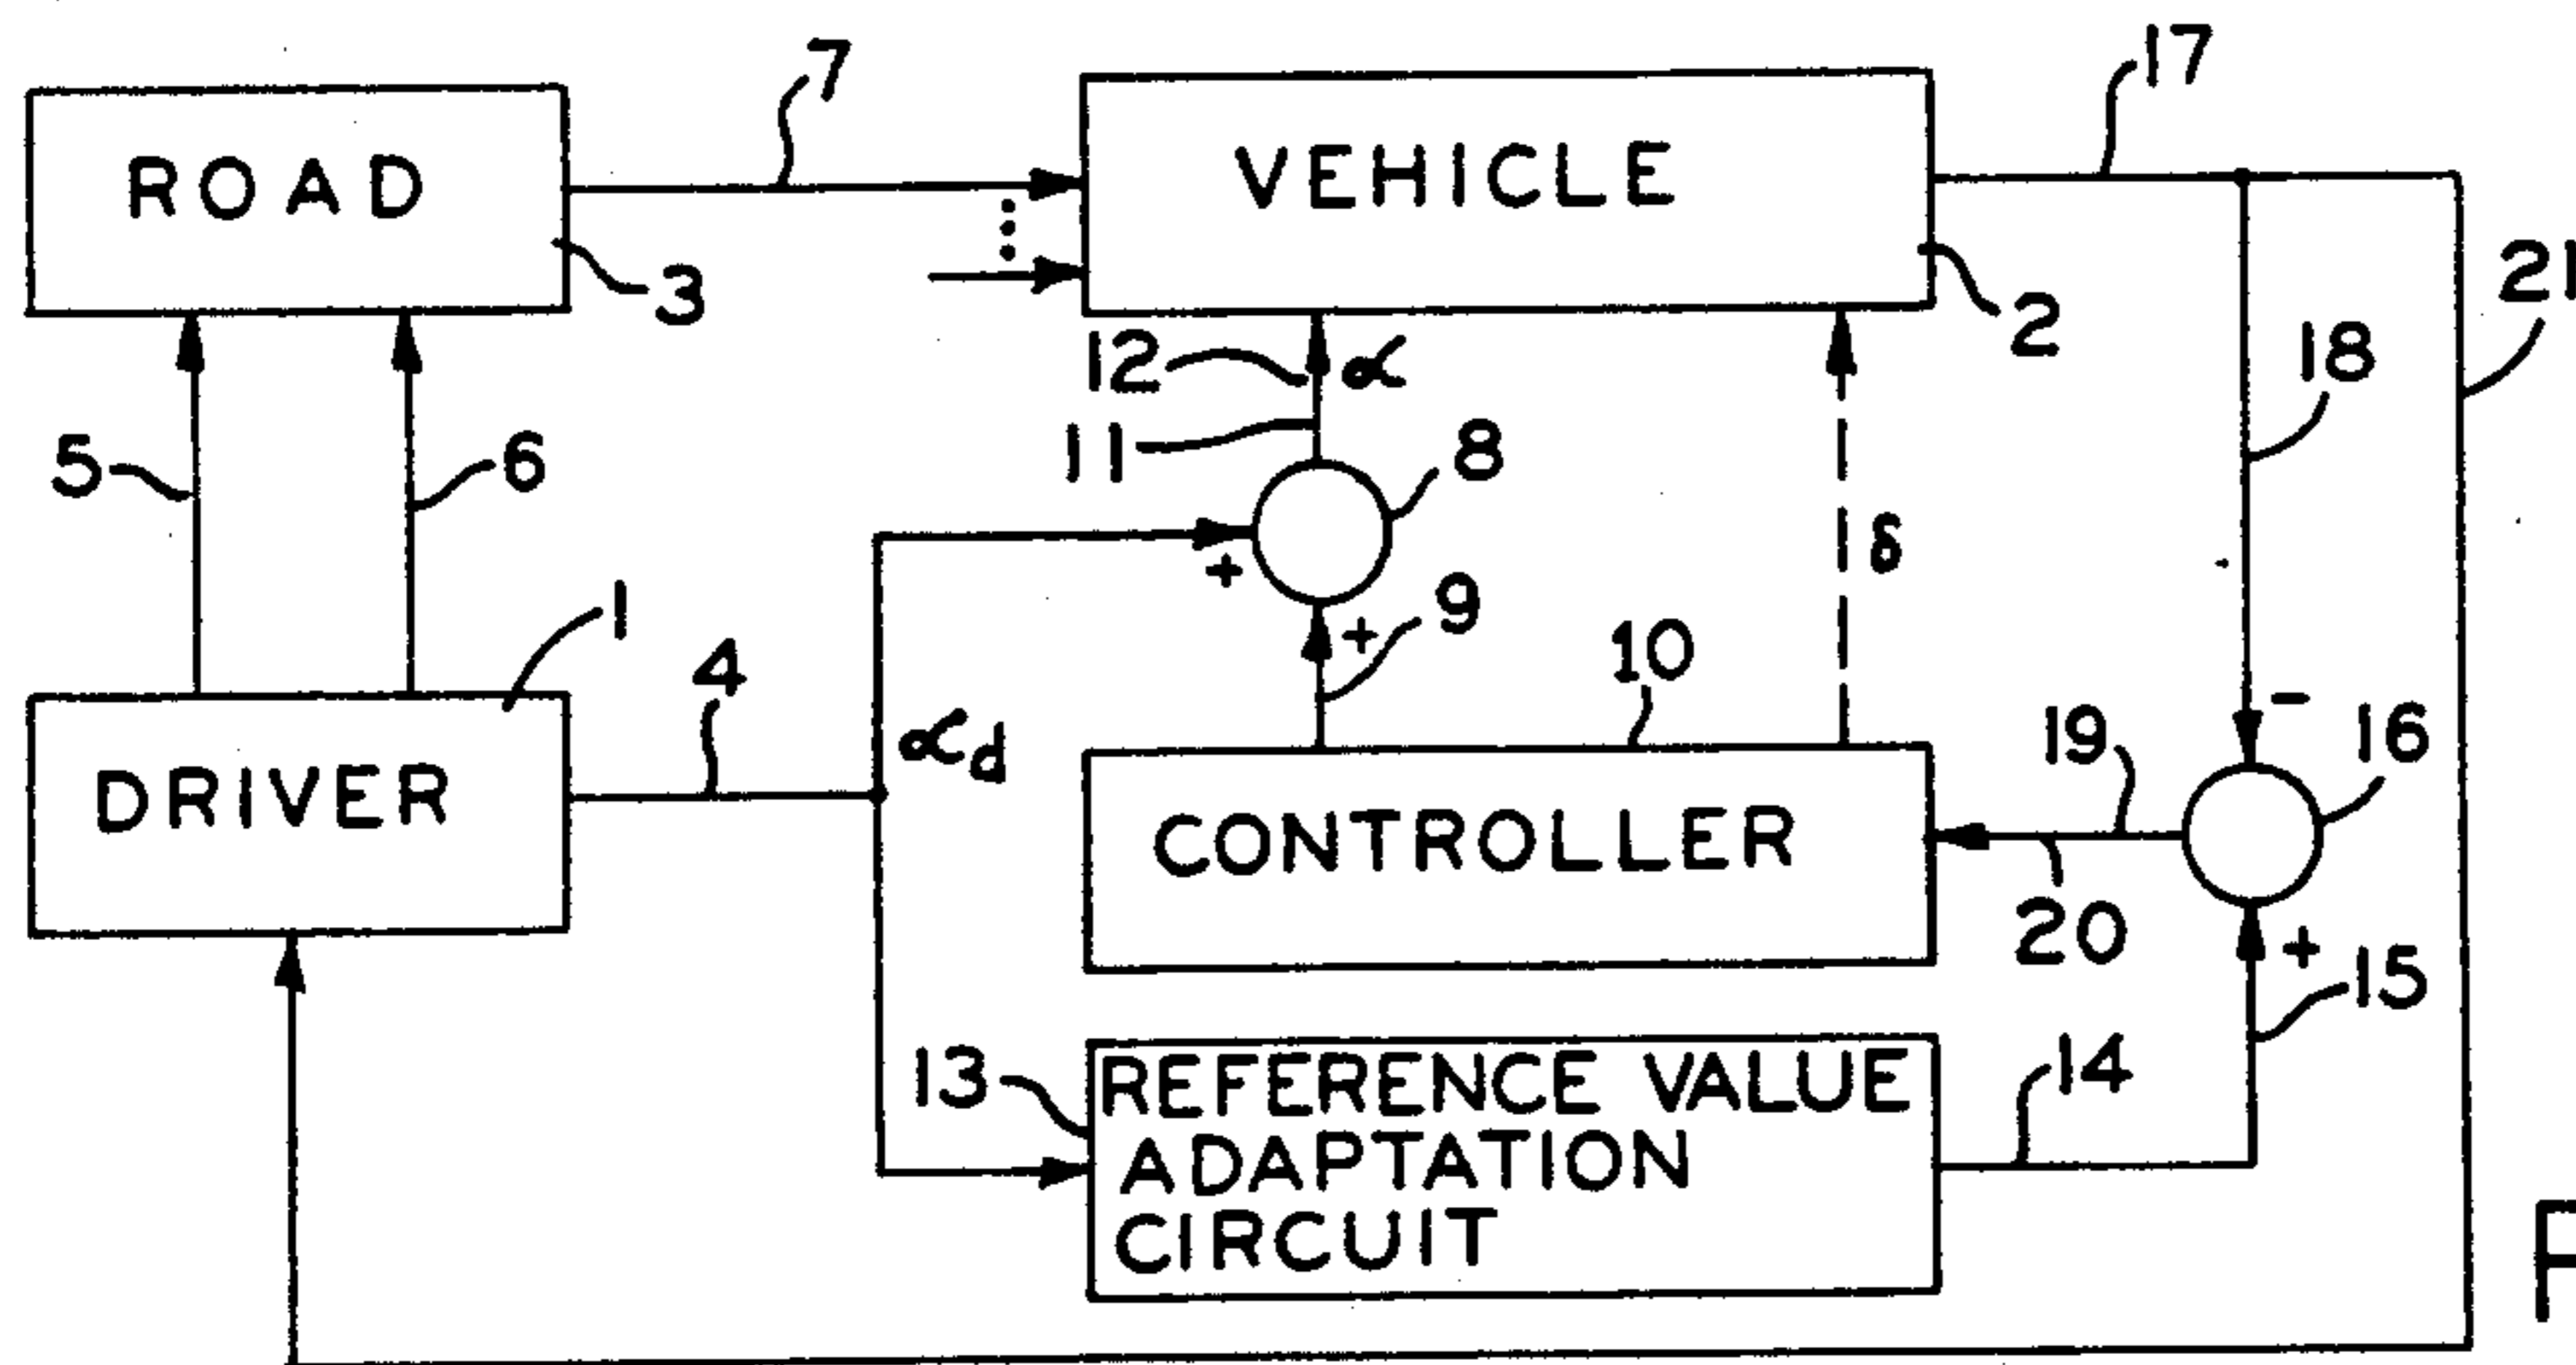 7
17
ROAD
VEHICLE
3
2
21
12
α
18
11
8
5
6
δ
+
9
1
+
10
4
−
19
16
αd
DRIVER
CONTROLLER
20
+
15
13
REFERENCE VALUE
ADAPTATION
CIRCUIT
14